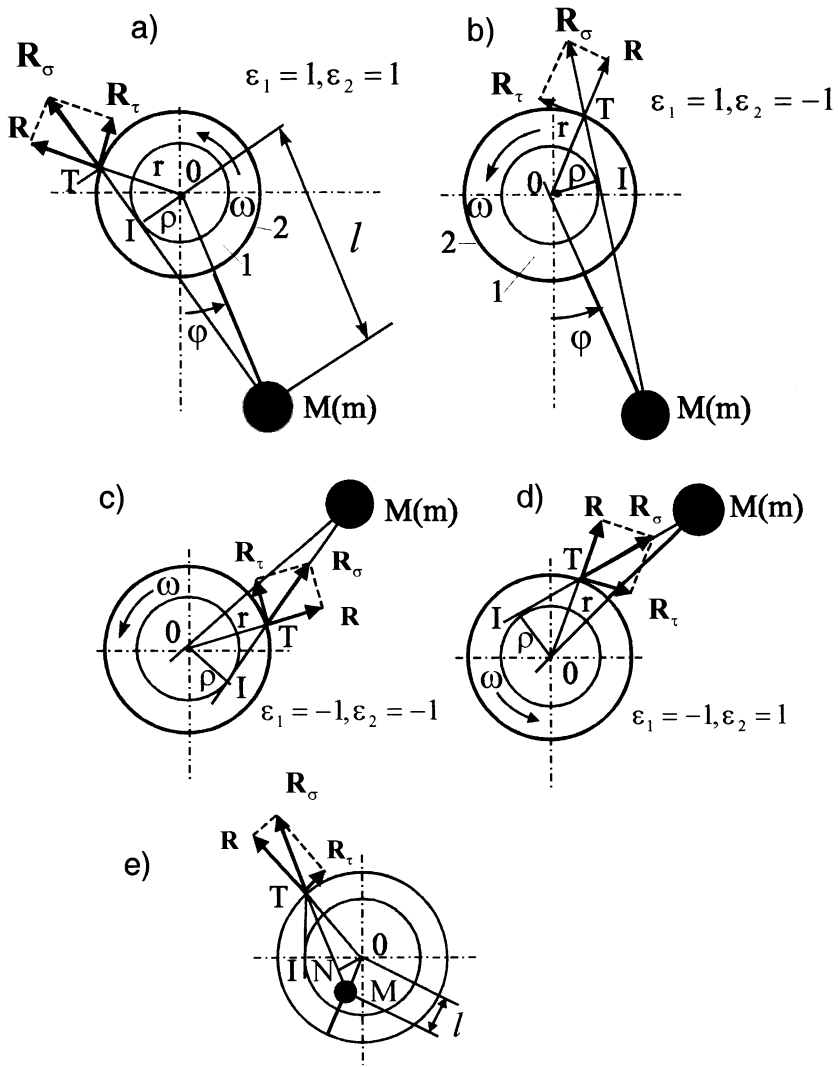 a)
ε₁ = 1, ε₂ = 1
R_σ
R_τ
R
T
r
0
I
ρ
ω
2
1
l
φ
M(m)
b)
R_σ
R
R_τ
T
ε₁ = 1, ε₂ = −1
r
0
ρ
I
ω
2
1
φ
M(m)
c)
M(m)
R_τ
R_σ
ω
r
R
0
T
ρ
I
ε₁ = −1, ε₂ = −1
d)
R
R_σ
M(m)
T
r
R_τ
I
ρ
0
ω
ε₁ = −1, ε₂ = 1
e)
R_σ
R
R_τ
T
0
I
N
M
l